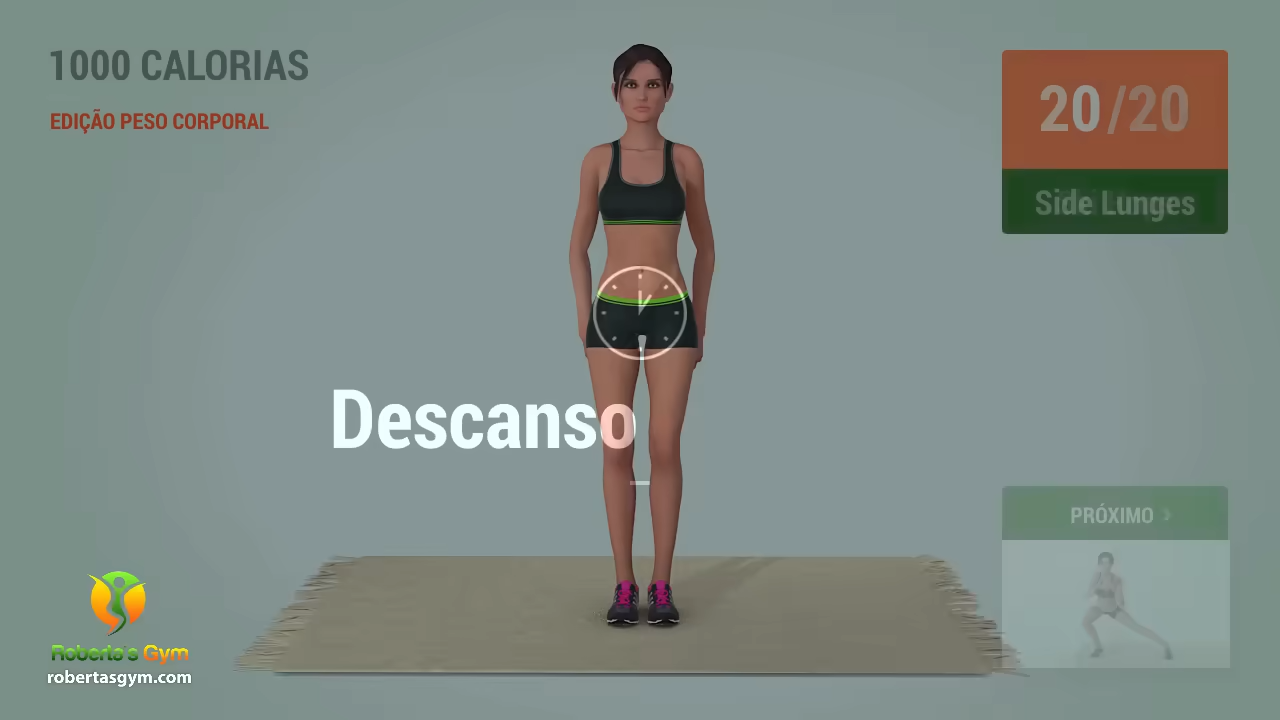 1000 CALORIAS
EDIÇÃO PESO CORPORAL
20/20
Side Lunges
Descanso
PRÓXIMO
Roberta's Gym
robertasgym.com